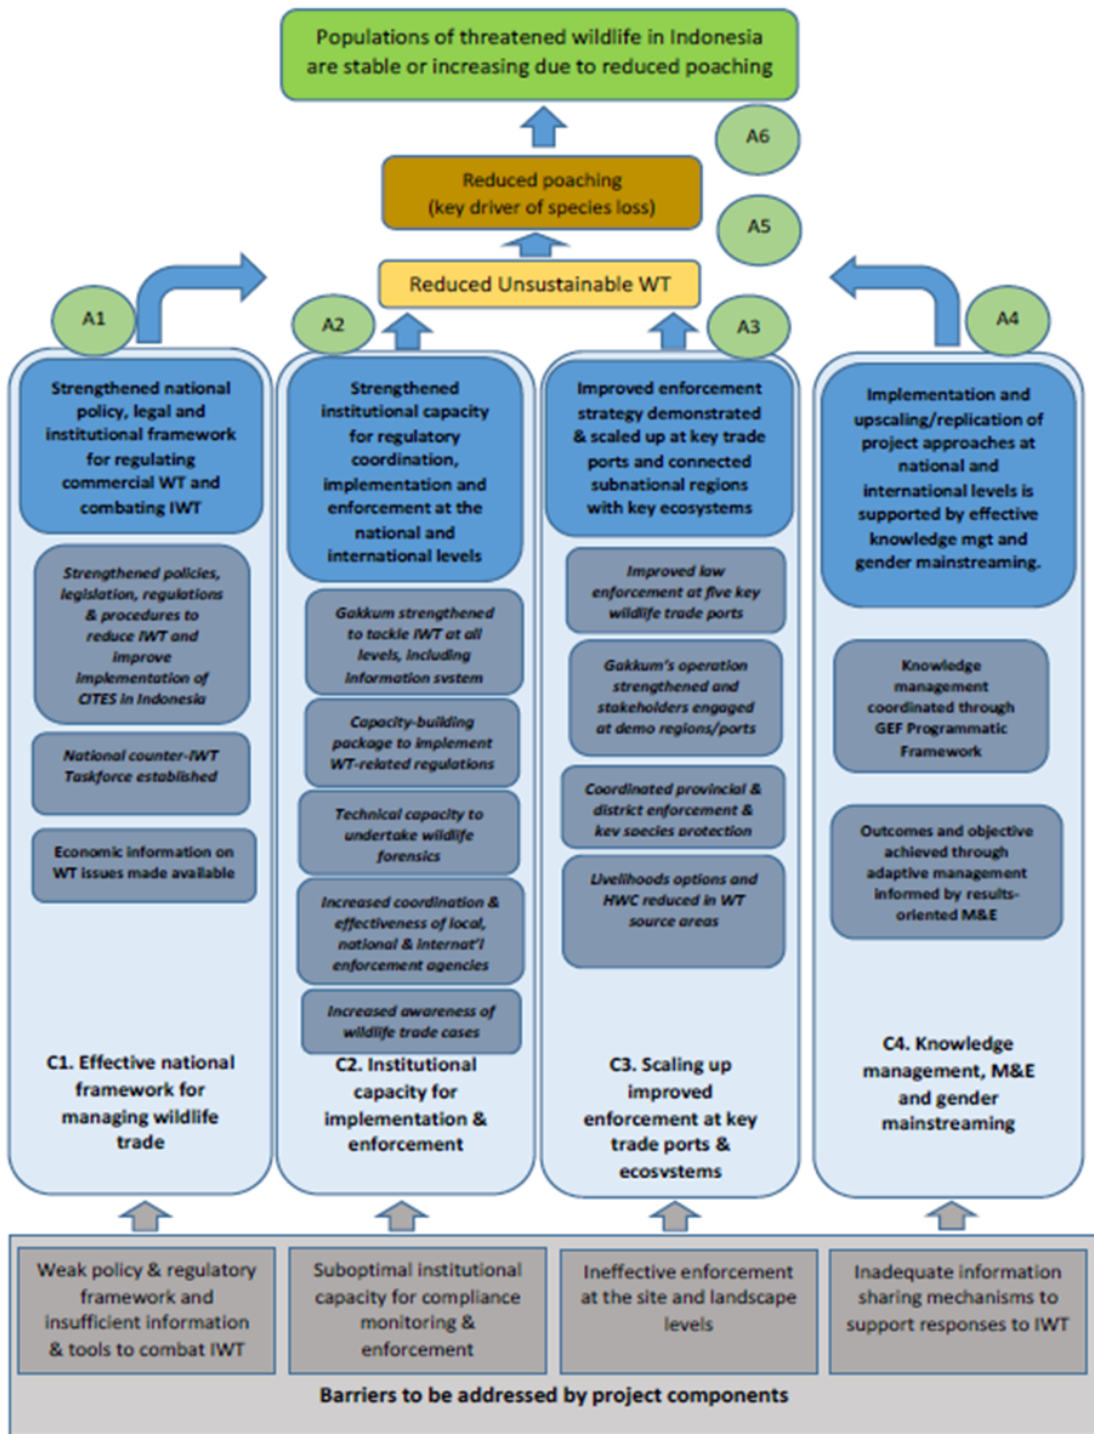 Populations of threatened wildlife in Indonesia
are stable or increasing due to reduced poaching
A6
Reduced poaching
(key driver of species loss)
A5
Reduced Unsustainable WT
A1
A2
A3
A4
Strengthened national
policy, legal and
institutional framework
for regulating
commercial WT and
combating IWT
Strengthened policies,
legislation, regulations
& procedures to
reduce IWT and
improve
implementation of
CITES in Indonesia
National counter-IWT
Taskforce established
Economic information on
WT issues made available
C1. Effective national
framework for
managing wildlife
trade
Strengthened
institutional capacity
for regulatory
coordination,
implementation and
enforcement at the
national and
international levels
Gakkum strengthened
to tackle IWT at all
levels, including
information system
Capacity-building
package to implement
WT-related regulations
Technical capacity to
undertake wildlife
forensics
Increased coordination &
effectiveness of local,
national & internat'l
enforcement agencies
Increased awareness of
wildlife trade cases
C2. Institutional
capacity for
implementation &
enforcement
Improved enforcement
strategy demonstrated
& scaled up at key trade
ports and connected
subnational regions
with key ecosystems
Improved law
enforcement at five key
wildlife trade ports
Gakkum's operation
strengthened and
stakeholders engaged
at demo regions/ports
Coordinated provincial &
district enforcement &
key species protection
Livelihoods options and
HWC reduced in WT
source areas
C3. Scaling up
improved
enforcement at key
trade ports &
ecosystems
Implementation and
upscaling/replication of
project approaches at
national and
international levels is
supported by effective
knowledge mgt and
gender mainstreaming.
Knowledge
management
coordinated through
GEF Programmatic
Framework
Outcomes and objective
achieved through
adaptive management
informed by results-
oriented M&E
C4. Knowledge
management, M&E
and gender
mainstreaming
Weak policy & regulatory
framework and
insufficient information
& tools to combat IWT
Suboptimal institutional
capacity for compliance
monitoring &
enforcement
Ineffective enforcement
at the site and landscape
levels
Inadequate information
sharing mechanisms to
support responses to IWT
Barriers to be addressed by project components